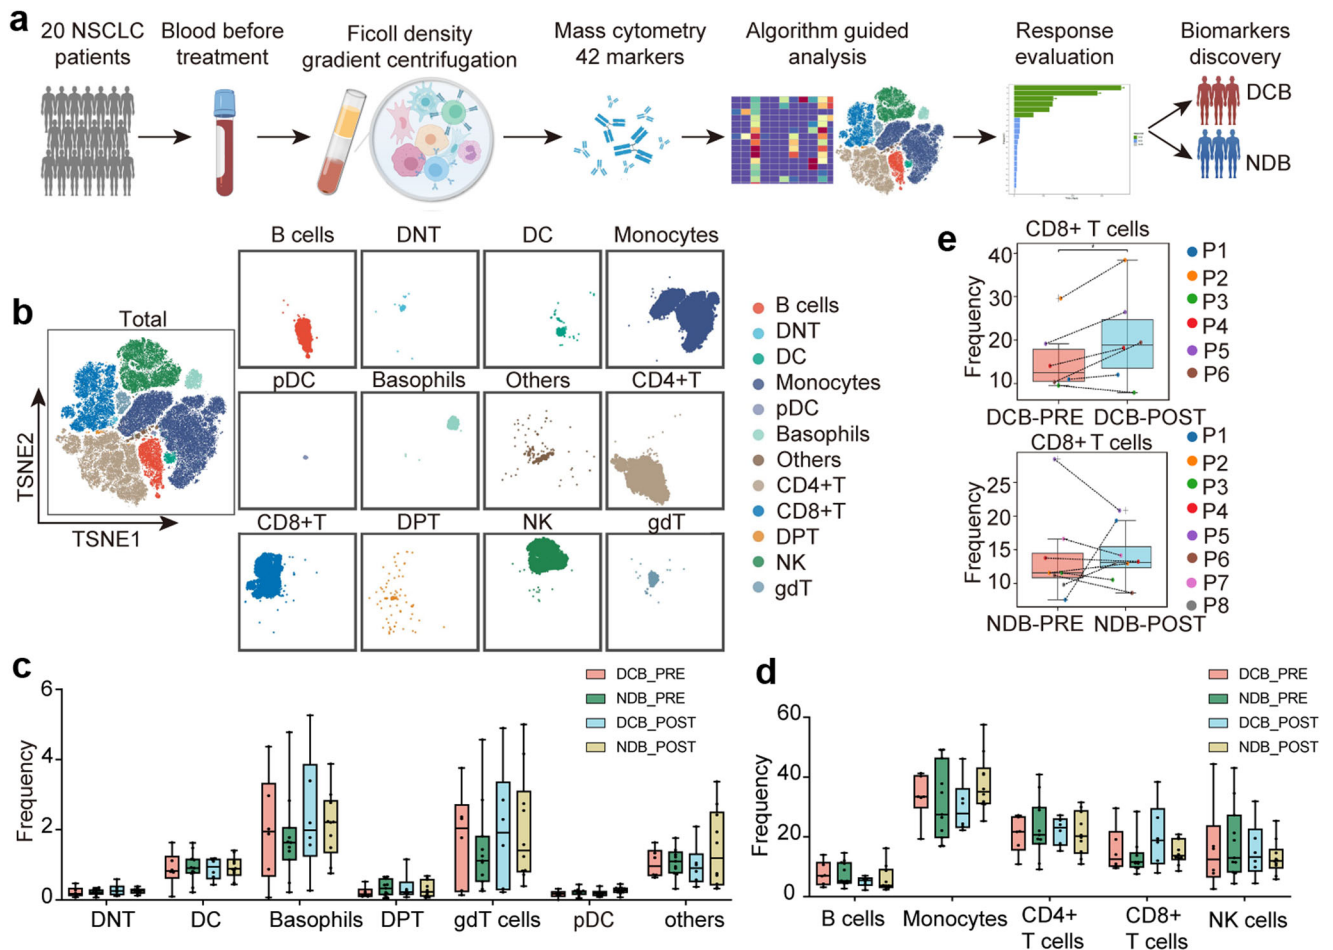 a
20 NSCLC
patients
Blood before
treatment
Ficoll density
gradient centrifugation
Mass cytometry
42 markers
Algorithm guided
analysis
Response
evaluation
Biomarkers
discovery
DCB
NDB
b
Total
TSNE2
TSNE1
B cells
DNT
DC
Monocytes
pDC
Basophils
Others
CD4+T
CD8+T
DPT
NK
gdT
B cells
DNT
DC
Monocytes
pDC
Basophils
Others
CD4+T
CD8+T
DPT
NK
gdT
e
CD8+ T cells
Frequency
40
30
20
10
DCB-PRE
DCB-POST
P1
P2
P3
P4
P5
P6
CD8+ T cells
Frequency
25
20
15
10
NDB-PRE
NDB-POST
P1
P2
P3
P4
P5
P6
P7
P8
c
Frequency
6
4
2
0
DNT
DC
Basophils
DPT
gdT cells
pDC
others
DCB_PRE
NDB_PRE
DCB_POST
NDB_POST
d
Frequency
60
40
20
0
B cells
Monocytes
CD4+
T cells
CD8+
T cells
NK cells
DCB_PRE
NDB_PRE
DCB_POST
NDB_POST